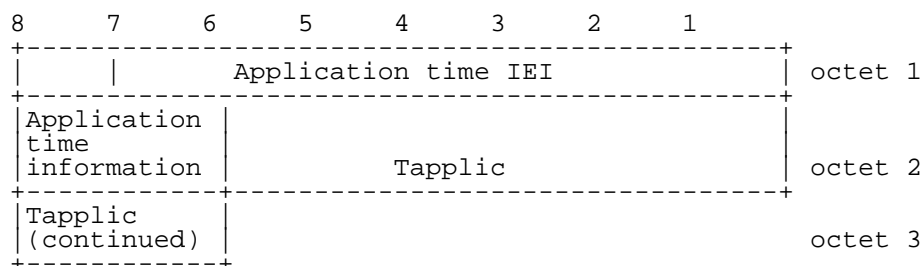 8 7 6 5 4 3 2 1
Application time IEI octet 1
Application
time
information Tapplic octet 2
Tapplic
(continued) octet 3